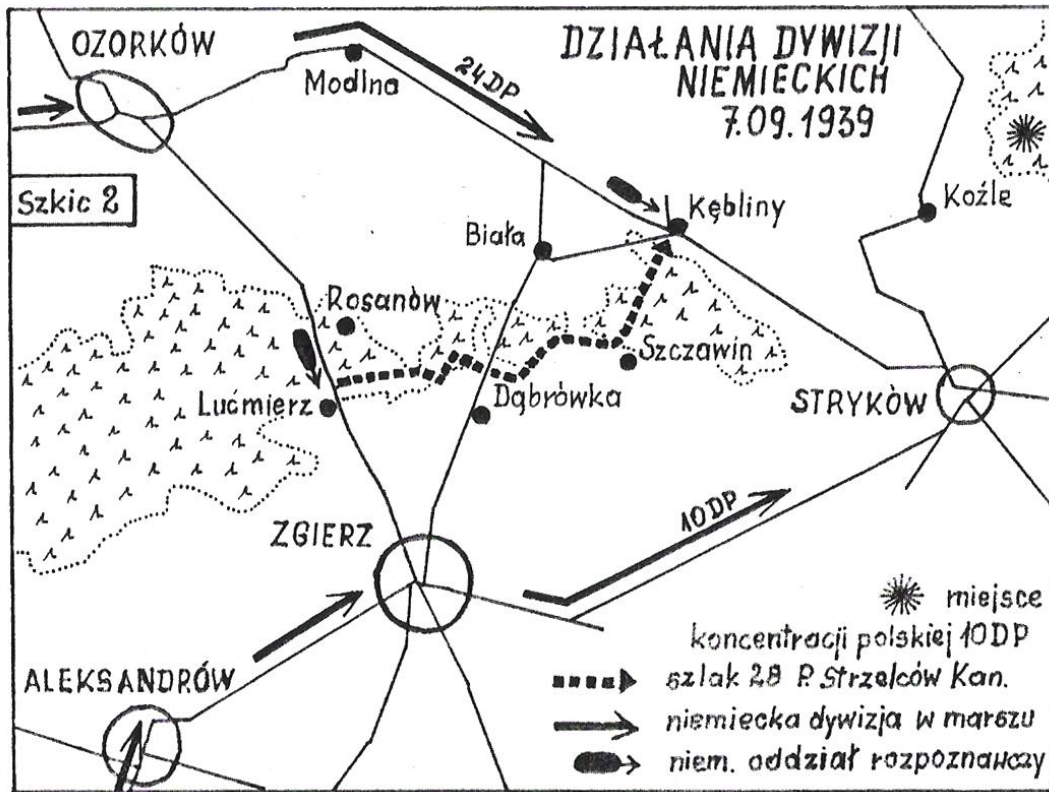 DZIAŁANIA DYWIZJI
NIEMIECKICH
7.09.1939
OZORKÓW
Modlna
24DP
Szkic 2
Kębliny
Koźle
Biała
Rosanów
Szczawin
Lućmierz
Dąbrówka
STRYKÓW
ZGIERZ
10DP
ALEKSANDRÓW
miejsce
koncentracji polskiej 10DP
szlak 28 P. Strzelców Kan.
niemiecka dywizja w marszu
niem. oddział rozpoznawczy